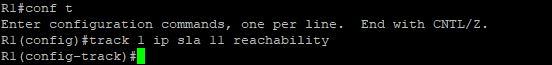 R1#conf t
Enter configuration commands, one per line.  End with CNTL/Z.
R1(config)#track 1 ip sla 11 reachability
R1(config-track)#